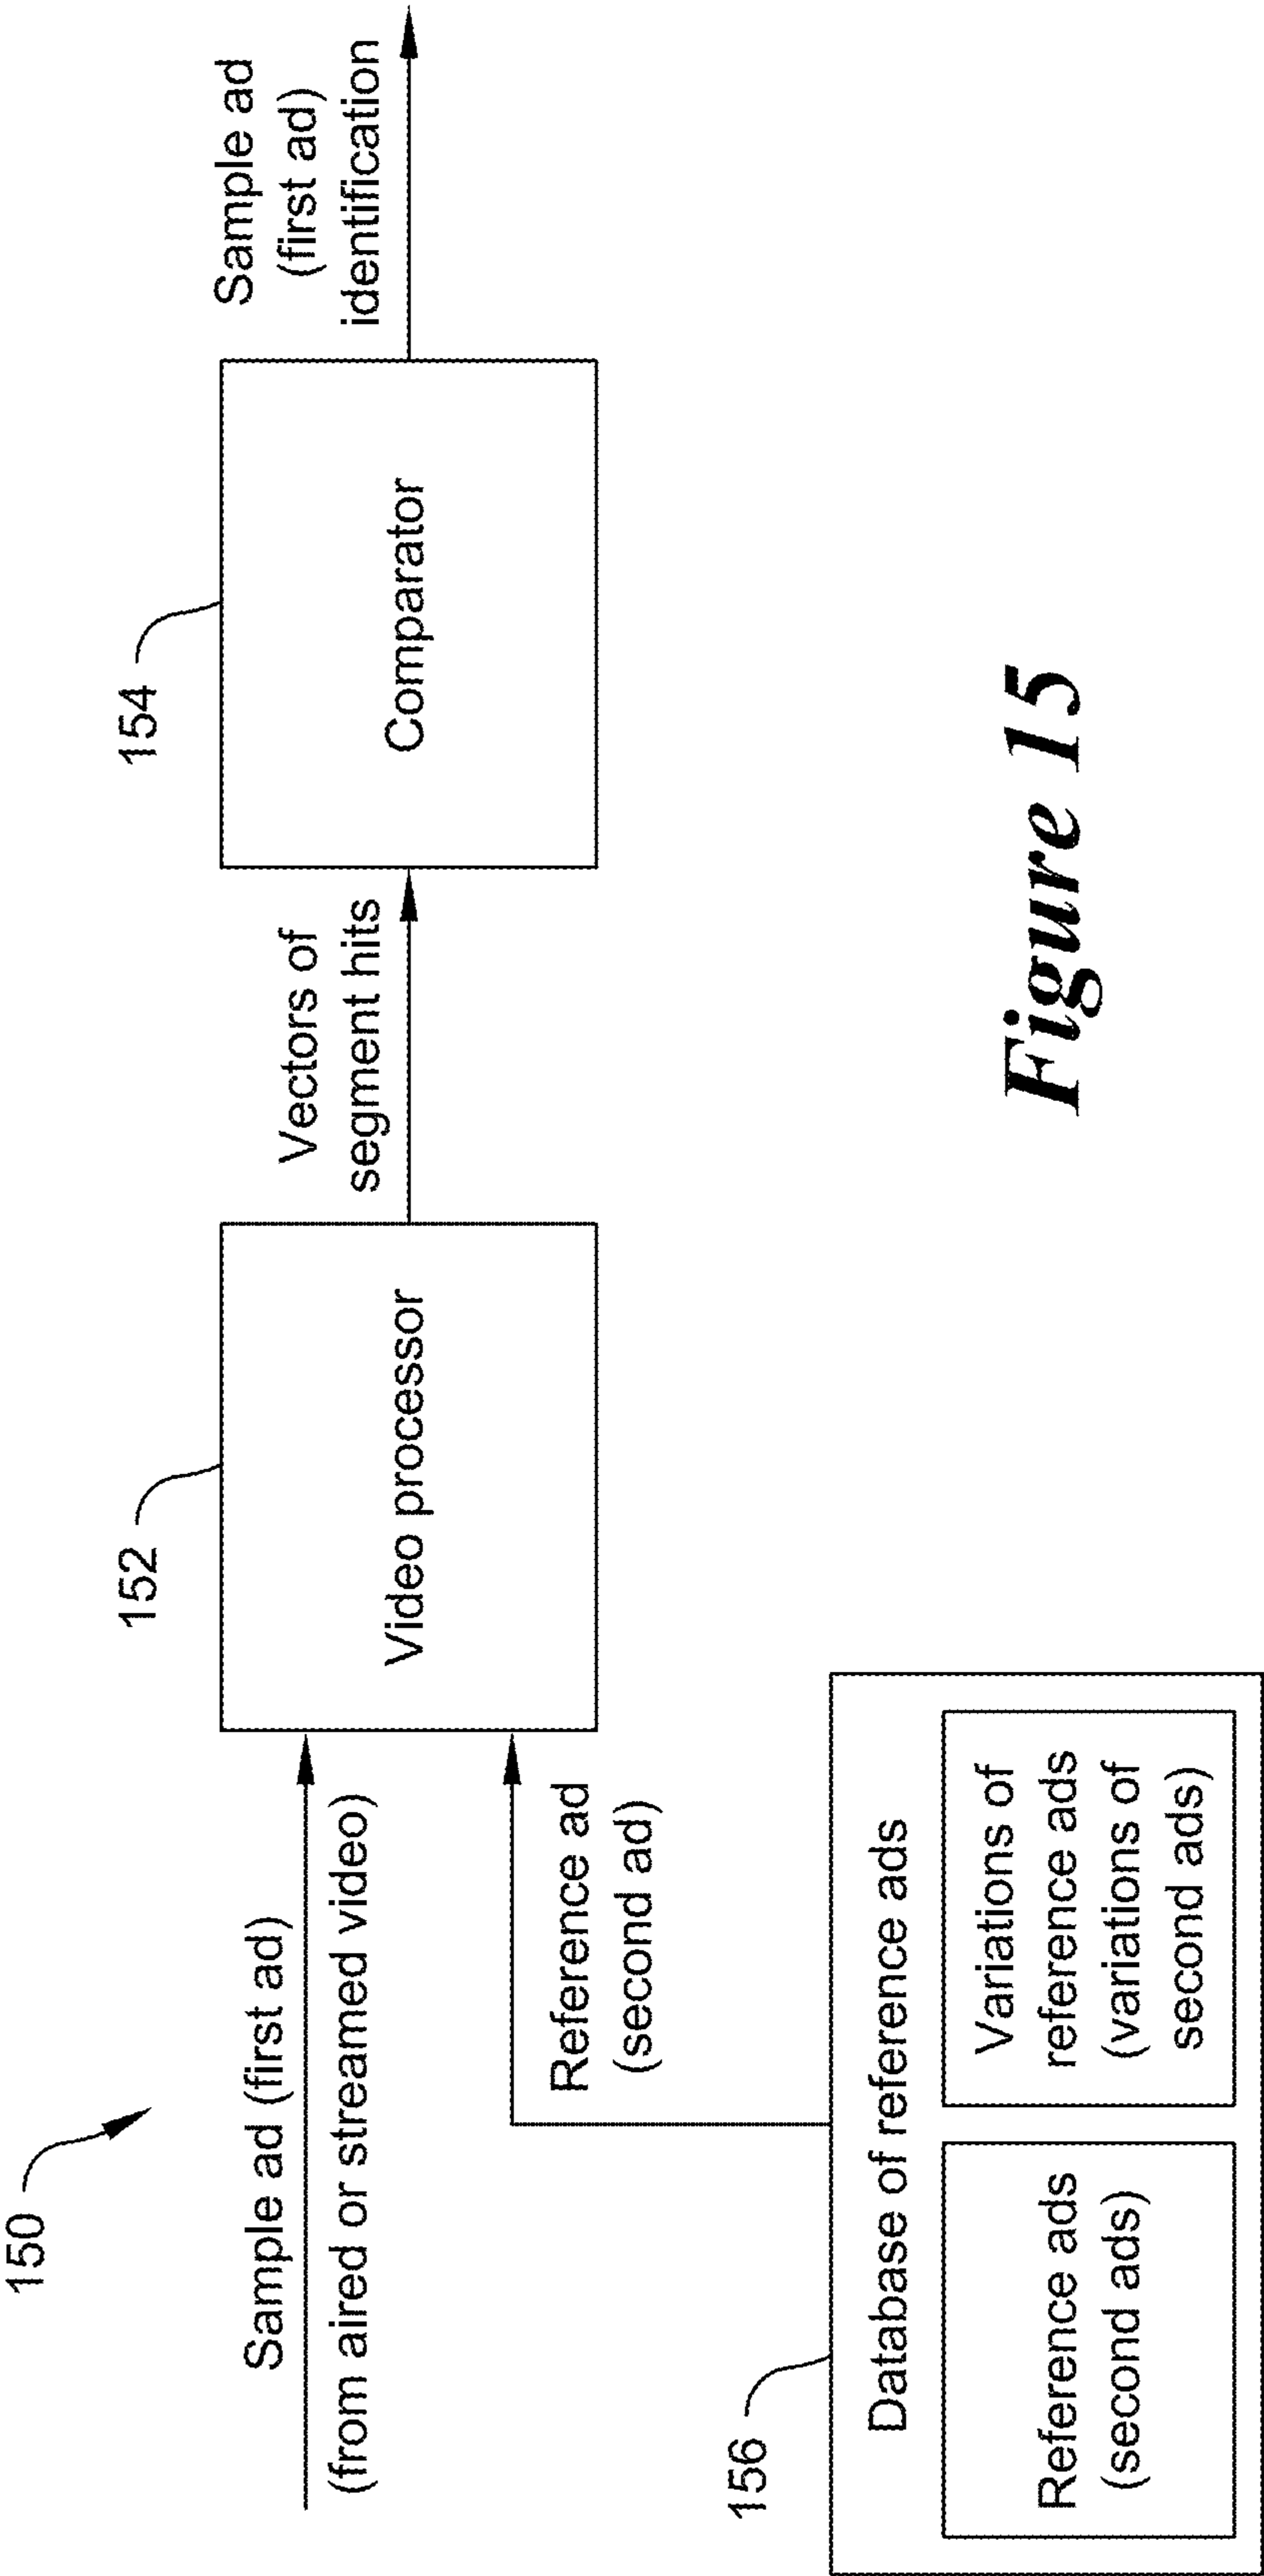 150
Sample ad (first ad)
(from aired or streamed video)
152
Video processor
Vectors of
segment hits
154
Comparator
Sample ad
(first ad)
identification
Reference ad
(second ad)
156
Database of reference ads
Reference ads
(second ads)
Variations of
reference ads
(variations of
second ads)
Figure 15